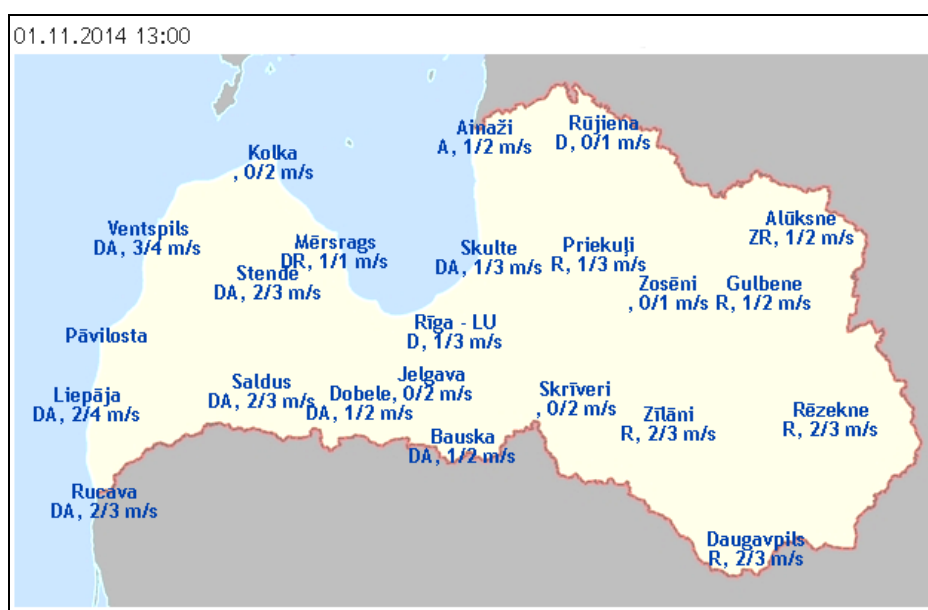 01.11.2014 13:00
Ainaži
A, 1/2 m/s
Rūjiena
D, 0/1 m/s
Kolka
, 0/2 m/s
Ventspils
DA, 3/4 m/s
Mērsrags
DR, 1/1 m/s
Stende
DA, 2/3 m/s
Skulte
DA, 1/3 m/s
Priekuļi
R, 1/3 m/s
Alūksne
ZR, 1/2 m/s
Zosēni
, 0/1 m/s
Gulbene
R, 1/2 m/s
Pāvilosta
Rīga - LU
D, 1/3 m/s
Liepāja
DA, 2/4 m/s
Saldus
DA, 2/3 m/s
Dobele
DA, 1/2 m/s
Jelgava
, 0/2 m/s
Skrīveri
, 0/2 m/s
Zīlāni
R, 2/3 m/s
Rēzekne
R, 2/3 m/s
Bauska
DA, 1/2 m/s
Rucava
DA, 2/3 m/s
Daugavpils
R, 2/3 m/s